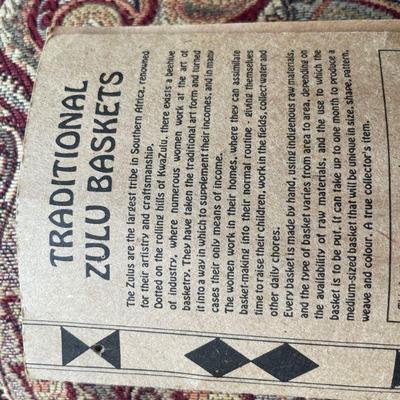 TRADITIONAL
ZULU BASKETS
The Zulus are the largest tribe in Southern Africa, renowned
for their artistry and craftsmanship.
Dotted on the rolling hills of KwaZulu, there exists a beehive
of industry, where numerous women work at the art of
basketry. They have taken the traditional art form and turned
it into a way in which to supplement their incomes, and in many
cases their only means of income.
The women work in their homes, where they can assimilate
basket-making into their normal routine - giving themselves
time to raise their children, work in the fields, collect water and
other daily chores.
Every basket is made by hand, using indigenous raw materials,
and the type of basket varies from area to area, depending on
the availability of raw materials, and the use to which the
basket is to be put. It can take up to one month to produce a
medium-sized basket that will be unique in size, shape, pattern,
weave and colour. A true collector's item.